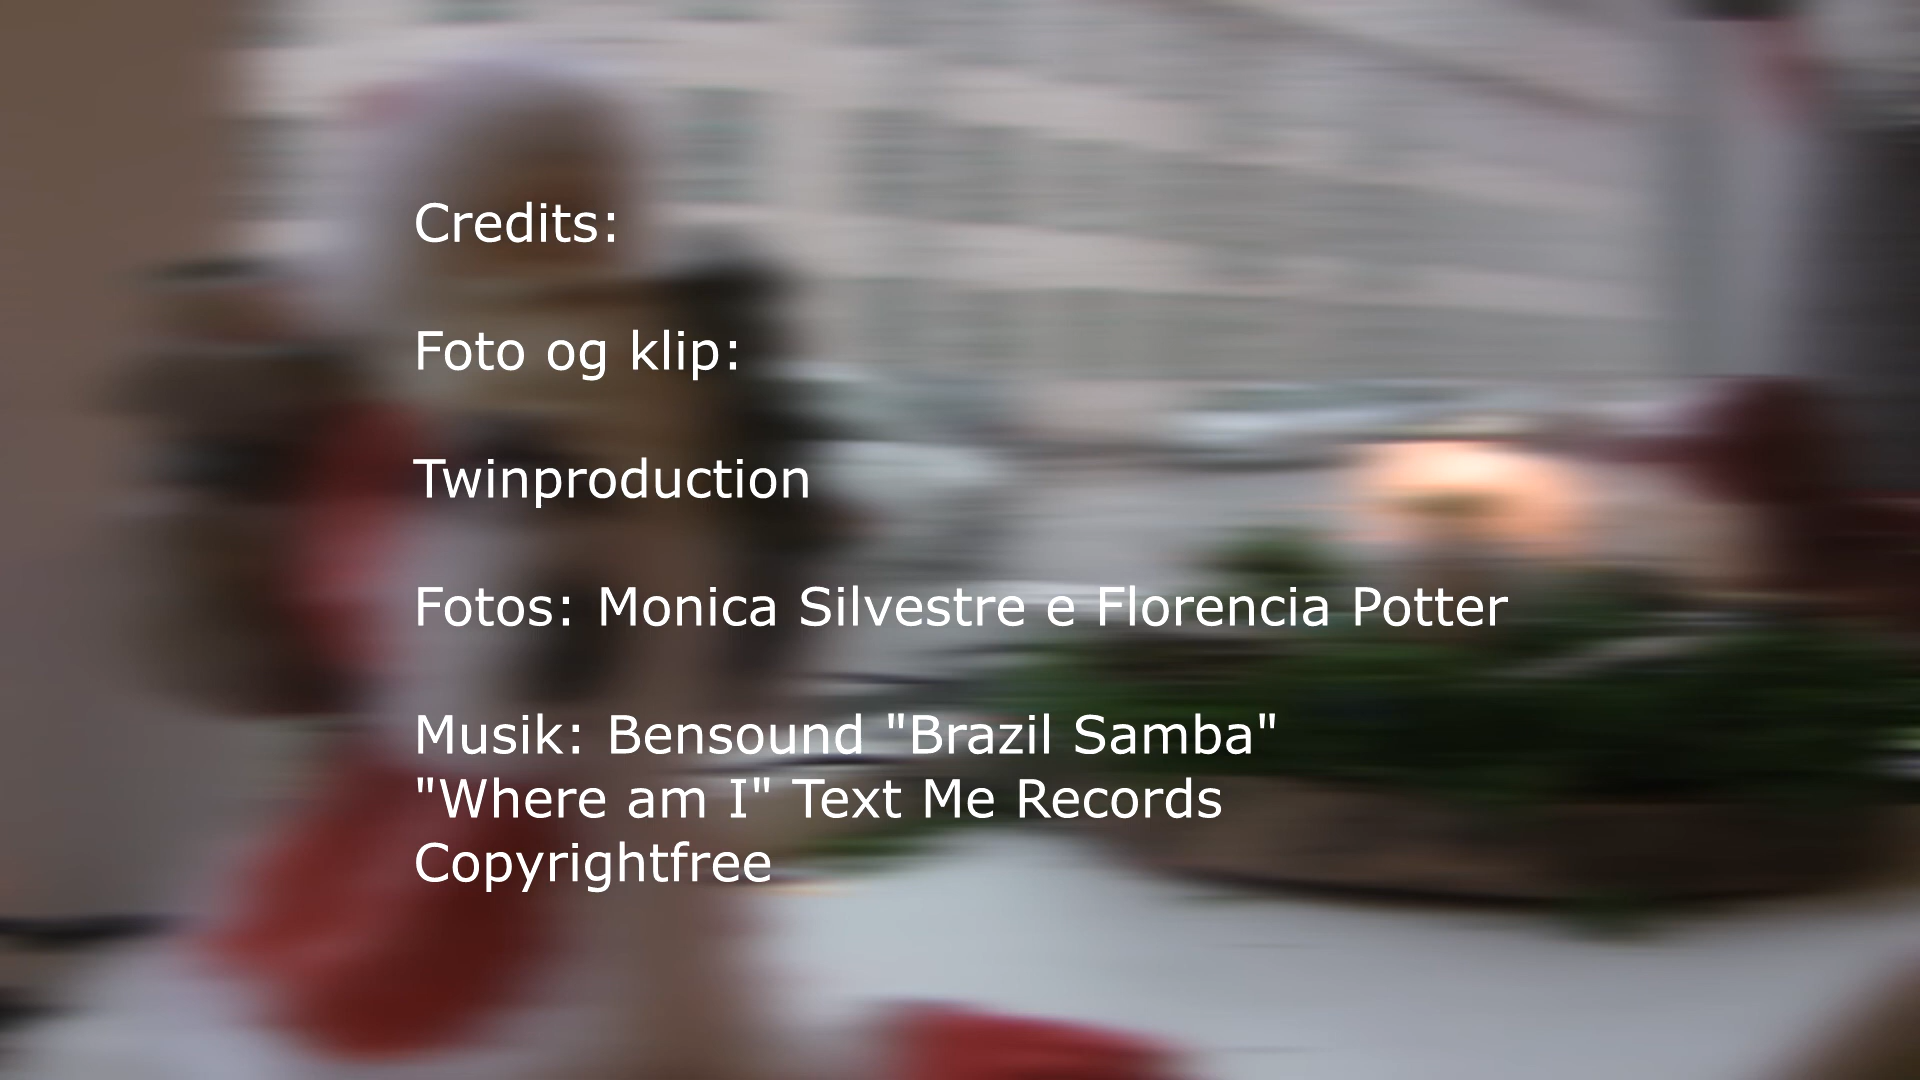 Credits:
Foto og klip:
Twinproduction
Fotos: Monica Silvestre e Florencia Potter
Musik: Bensound "Brazil Samba"
"Where am I" Text Me Records
Copyrightfree